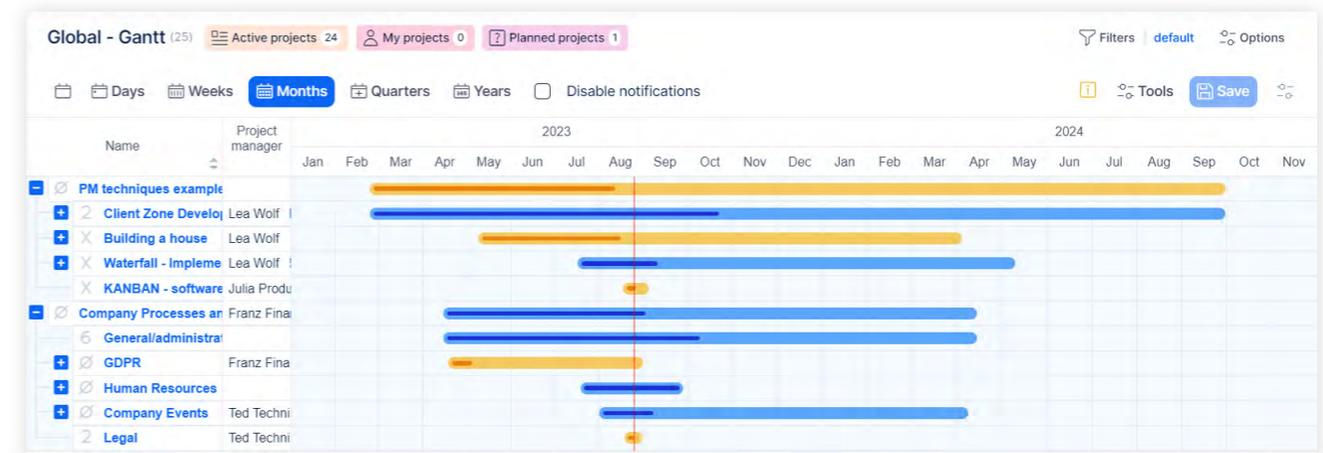 Global - Gantt (25) Active projects 24 My projects 0 Planned projects 1 Filters default Options
Days Weeks Months Quarters Years Disable notifications Tools Save
Name Project manager 2023 2024
Jan Feb Mar Apr May Jun Jul Aug Sep Oct Nov Dec Jan Feb Mar Apr May Jun Jul Aug Sep Oct Nov
PM techniques example
2 Client Zone Develo Lea Wolf
X Building a house Lea Wolf
X Waterfall - Impleme Lea Wolf
X KANBAN - software Julia Produ
Company Processes an Franz Fina
6 General/administra
GDPR Franz Fina
Human Resources
Company Events Ted Techni
2 Legal Ted Techni